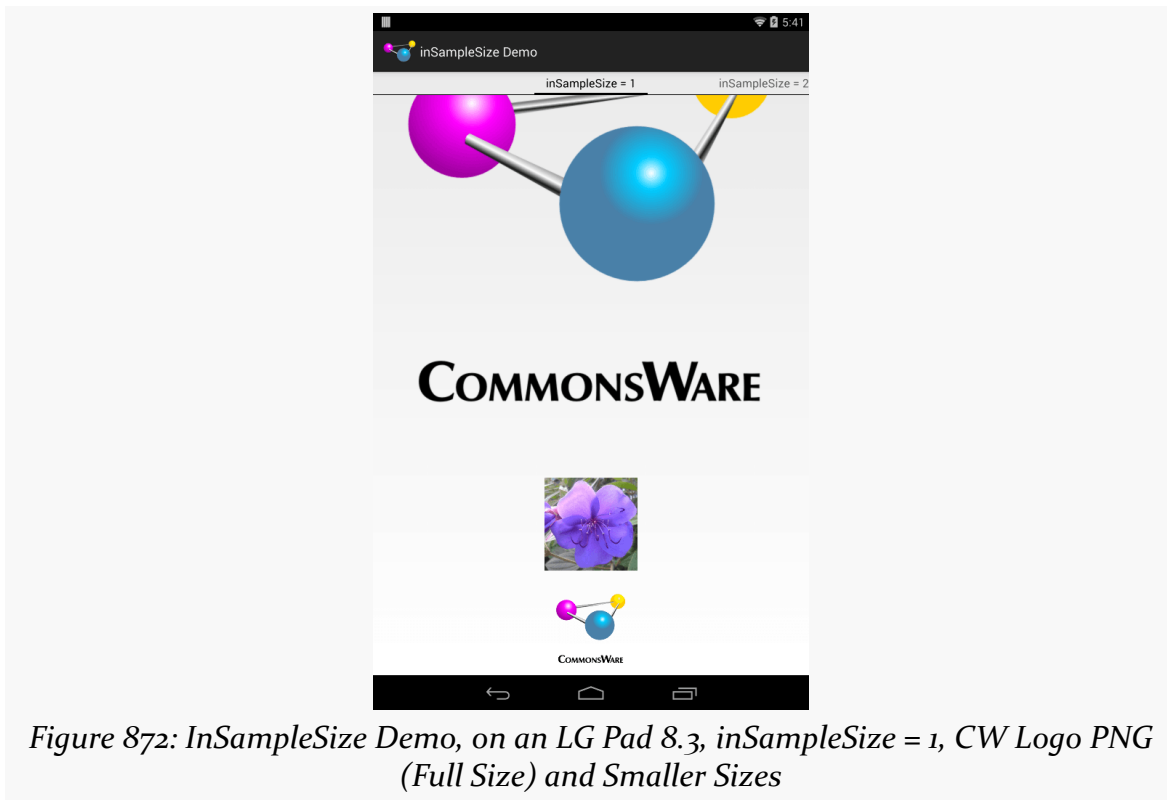 5:41
inSampleSize Demo
inSampleSize = 1 inSampleSize = 2
COMMONSWARE
COMMONSWARE
Figure 872: InSampleSize Demo, on an LG Pad 8.3, inSampleSize = 1, CW Logo PNG
(Full Size) and Smaller Sizes